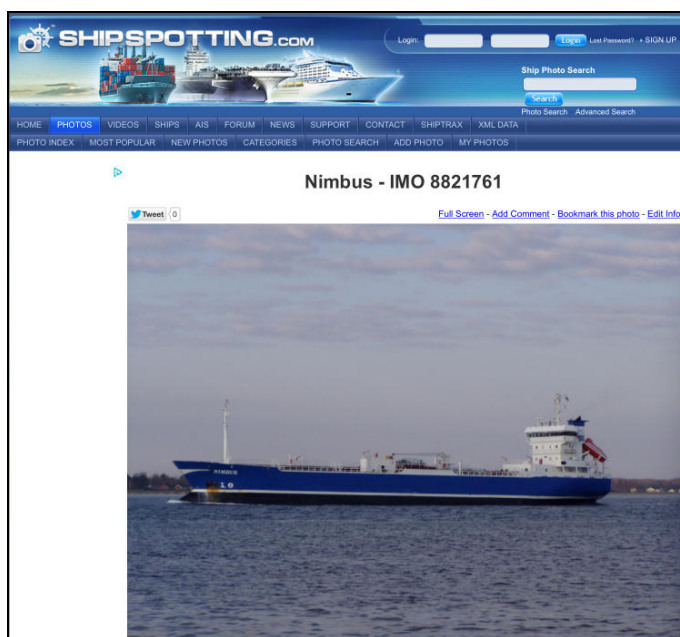 SHIPSPOTTING.COM
Login: Login Lost Password? • SIGN UP
Ship Photo Search
Search
Photo Search Advanced Search
HOME PHOTOS VIDEOS SHIPS AIS FORUM NEWS SUPPORT CONTACT SHIPTRAX XML DATA
PHOTO INDEX MOST POPULAR NEW PHOTOS CATEGORIES PHOTO SEARCH ADD PHOTO MY PHOTOS
Nimbus - IMO 8821761
Tweet 0
Full Screen - Add Comment - Bookmark this photo - Edit Info
NIMBUS